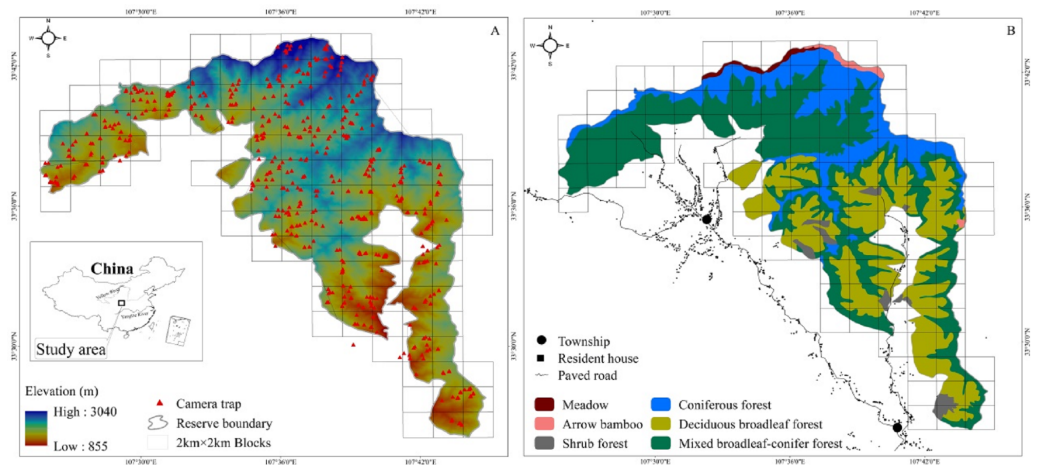 107°30'0"E 107°36'0"E 107°42'0"E
N
W E
S
A
33°42'0"N
33°36'0"N
33°30'0"N
China
Yellow River
Yangtze River
Study area
Elevation (m)
High : 3040
Low : 855
Camera trap
Reserve boundary
2km×2km Blocks
107°30'0"E 107°36'0"E 107°42'0"E
107°30'0"E 107°36'0"E 107°42'0"E
N
W E
S
B
33°42'0"N
33°36'0"N
33°30'0"N
Township
Resident house
Paved road
Meadow
Arrow bamboo
Shrub forest
Coniferous forest
Deciduous broadleaf forest
Mixed broadleaf-conifer forest
107°30'0"E 107°36'0"E 107°42'0"E